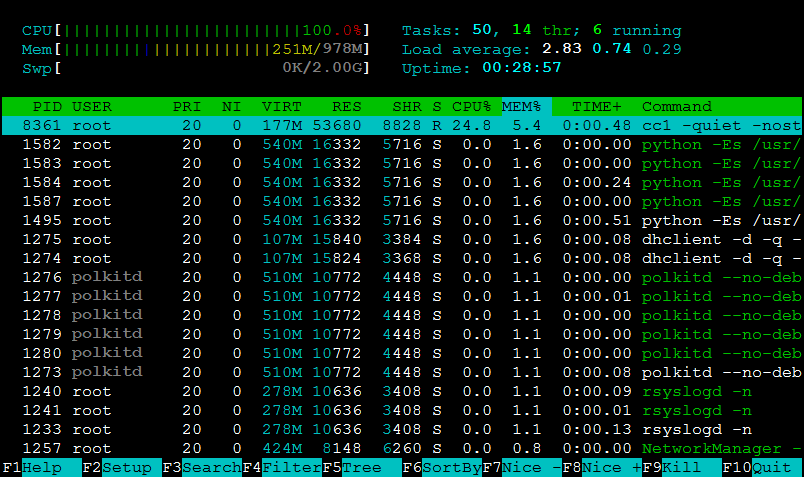 CPU[||||||||||||||||||||||||100.0%] Tasks: 50, 14 thr; 6 running
Mem[|||||||||||||||||||||251M/978M] Load average: 2.83 0.74 0.29
Swp[ 0K/2.00G] Uptime: 00:28:57
PID USER PRI NI VIRT RES SHR S CPU% MEM% TIME+ Command
8361 root 20 0 177M 53680 8828 R 24.8 5.4 0:00.48 cc1 -quiet -nost
1582 root 20 0 540M 16332 5716 S 0.0 1.6 0:00.00 python -Es /usr/
1583 root 20 0 540M 16332 5716 S 0.0 1.6 0:00.00 python -Es /usr/
1584 root 20 0 540M 16332 5716 S 0.0 1.6 0:00.24 python -Es /usr/
1587 root 20 0 540M 16332 5716 S 0.0 1.6 0:00.00 python -Es /usr/
1495 root 20 0 540M 16332 5716 S 0.0 1.6 0:00.51 python -Es /usr/
1275 root 20 0 107M 15840 3384 S 0.0 1.6 0:00.08 dhclient -d -q -
1274 root 20 0 107M 15824 3368 S 0.0 1.6 0:00.08 dhclient -d -q -
1276 polkitd 20 0 510M 10772 4448 S 0.0 1.1 0:00.00 polkitd --no-deb
1277 polkitd 20 0 510M 10772 4448 S 0.0 1.1 0:00.01 polkitd --no-deb
1278 polkitd 20 0 510M 10772 4448 S 0.0 1.1 0:00.00 polkitd --no-deb
1279 polkitd 20 0 510M 10772 4448 S 0.0 1.1 0:00.00 polkitd --no-deb
1280 polkitd 20 0 510M 10772 4448 S 0.0 1.1 0:00.00 polkitd --no-deb
1273 polkitd 20 0 510M 10772 4448 S 0.0 1.1 0:00.08 polkitd --no-deb
1240 root 20 0 278M 10636 3408 S 0.0 1.1 0:00.09 rsyslogd -n
1241 root 20 0 278M 10636 3408 S 0.0 1.1 0:00.01 rsyslogd -n
1233 root 20 0 278M 10636 3408 S 0.0 1.1 0:00.13 rsyslogd -n
1257 root 20 0 424M 8148 6260 S 0.0 0.8 0:00.00 NetworkManager -
F1Help F2Setup F3SearchF4FilterF5Tree F6SortByF7Nice -F8Nice +F9Kill F10Quit